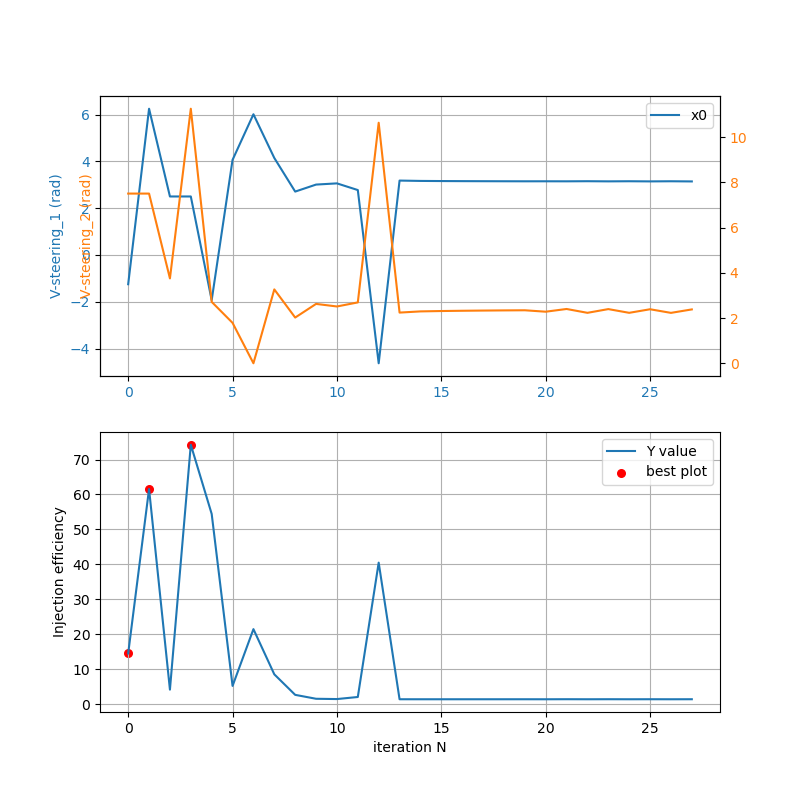 x0
6
4
2
0
−2
−4
V-steering_1 (rad)
V-steering_2 (rad)
10
8
6
4
2
0
0 5 10 15 20 25
Y value
best plot
70
60
50
40
30
20
10
0
Injection efficiency
0 5 10 15 20 25
iteration N